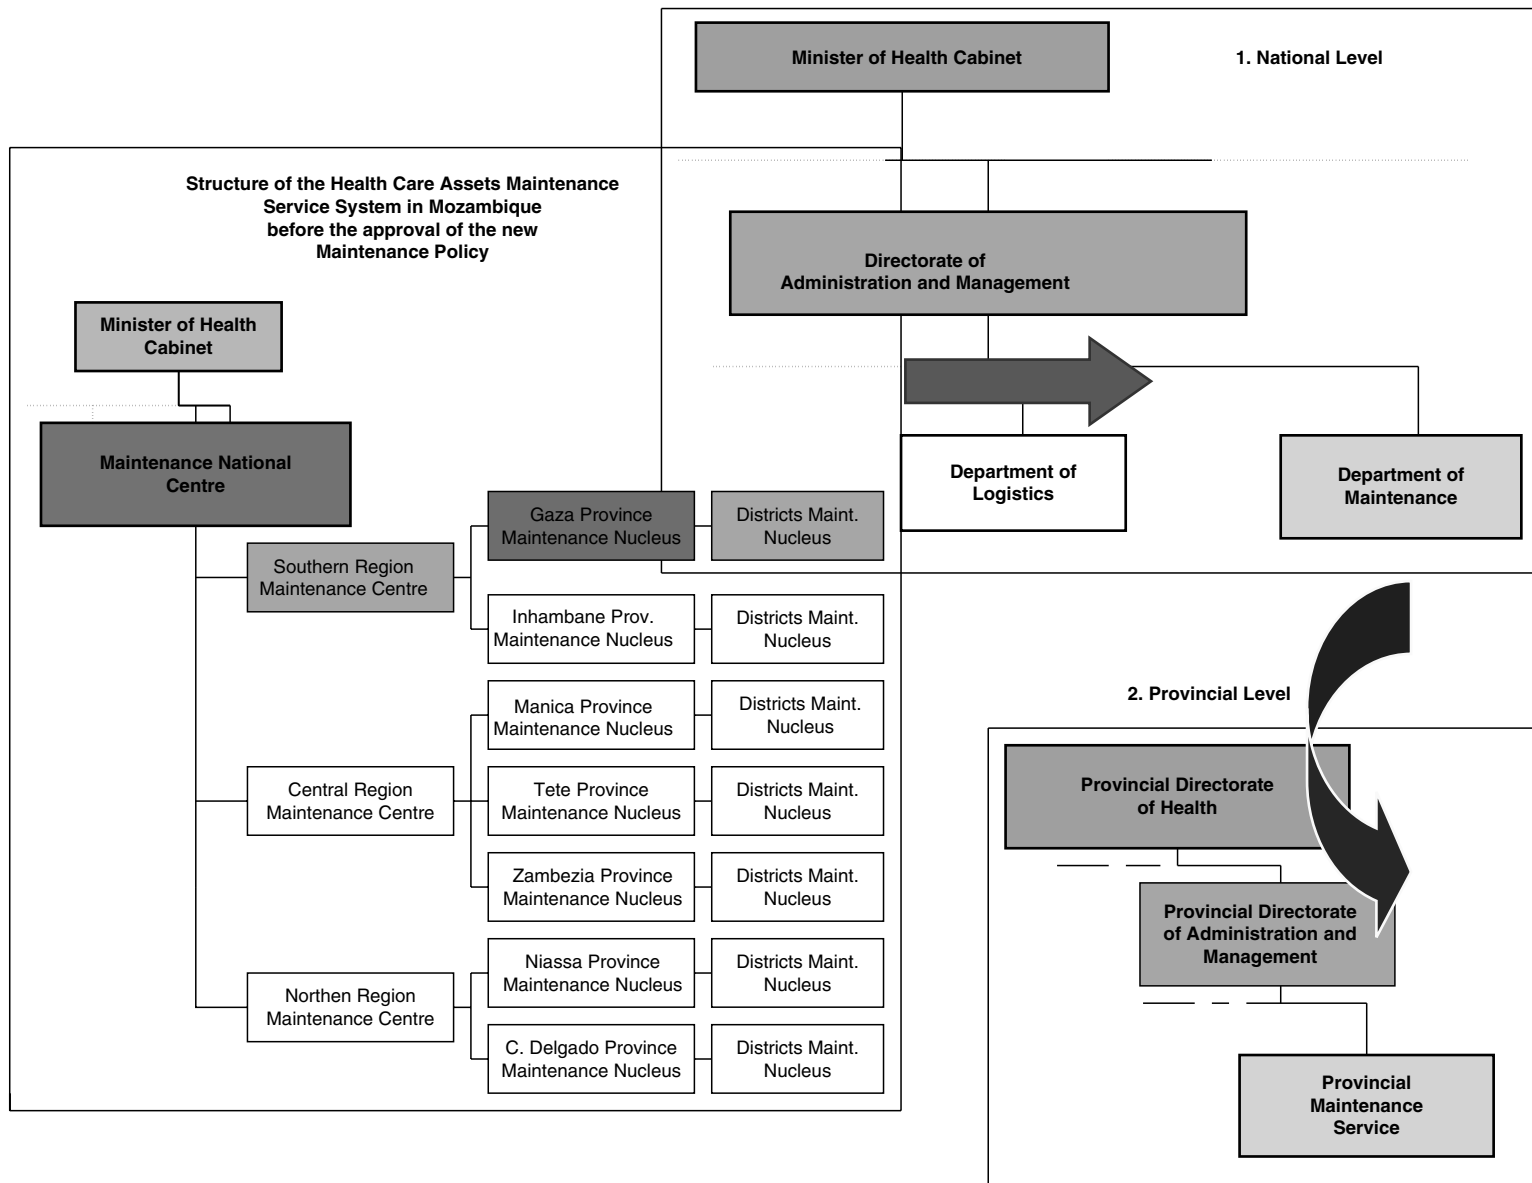 Minister of Health Cabinet
1. National Level
Structure of the Health Care Assets Maintenance
Service System in Mozambique
before the approval of the new
Maintenance Policy
Directorate of
Administration and Management
Minister of Health
Cabinet
Maintenance National
Centre
Department of
Logistics
Department of
Maintenance
Southern Region
Maintenance Centre
Gaza Province
Maintenance Nucleus
Districts Maint.
Nucleus
Inhambane Prov.
Maintenance Nucleus
Districts Maint.
Nucleus
Central Region
Maintenance Centre
Manica Province
Maintenance Nucleus
Districts Maint.
Nucleus
Tete Province
Maintenance Nucleus
Districts Maint.
Nucleus
Zambezia Province
Maintenance Nucleus
Districts Maint.
Nucleus
Northen Region
Maintenance Centre
Niassa Province
Maintenance Nucleus
Districts Maint.
Nucleus
C. Delgado Province
Maintenance Nucleus
Districts Maint.
Nucleus
2. Provincial Level
Provincial Directorate
of Health
Provincial Directorate
of Administration and
Management
Provincial
Maintenance
Service